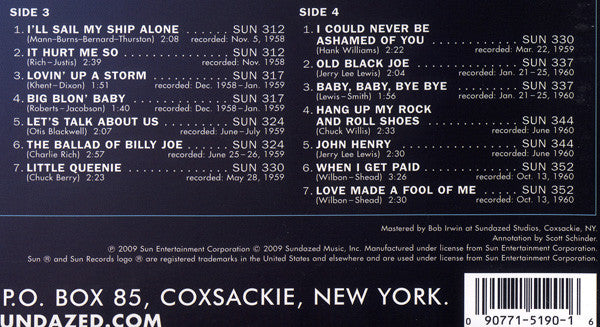 SIDE 3
1. I'LL SAIL MY SHIP ALONE ..... SUN 312
(Mann–Burns–Bernard–Thurston) 2:08 recorded: Nov. 5, 1958
2. IT HURT ME SO ..... SUN 312
(Rich–Justis) 2:39 recorded: Nov. 1958
3. LOVIN' UP A STORM ..... SUN 317
(Khent–Dixon) 1:51 recorded: Dec. 1958–Jan. 1959
4. BIG BLON' BABY ..... SUN 317
(Roberts–Jacobson) 1:40 recorded: Dec. 1958–Jan. 1959
5. LET'S TALK ABOUT US ..... SUN 324
(Otis Blackwell) 2:07 recorded: June–July 1959
6. THE BALLAD OF BILLY JOE ..... SUN 324
(Charlie Rich) 2:57 recorded: June 25–26, 1959
7. LITTLE QUEENIE ..... SUN 330
(Chuck Berry) 2:23 recorded: May 28, 1959
SIDE 4
1. I COULD NEVER BE
ASHAMED OF YOU ..... SUN 330
(Hank Williams) 2:22 recorded: Mar. 22, 1959
2. OLD BLACK JOE ..... SUN 337
(Jerry Lee Lewis) 2:04 recorded: Jan. 21–25, 1960
3. BABY, BABY, BYE BYE ..... SUN 337
(Lewis–Smith) 1:56 recorded: Jan. 21–25, 1960
4. HANG UP MY ROCK
AND ROLL SHOES ..... SUN 344
(Chuck Willis) 2:33 recorded: June 1960
5. JOHN HENRY ..... SUN 344
(Jerry Lee Lewis) 2:30 recorded: June 1960
6. WHEN I GET PAID ..... SUN 352
(Wilbon–Shead) 3:26 recorded: Oct. 13, 1960
7. LOVE MADE A FOOL OF ME ..... SUN 352
(Wilbon–Shead) 2:30 recorded: Oct. 13, 1960
Mastered by Bob Irwin at Sundazed Studios, Coxsackie, NY.
Annotation by Scott Schinder.
℗ 2009 Sun Entertainment Corporation © 2009 Sundazed Music, Inc. Manufactured under license from Sun Entertainment Corporation.
Sun ® and Sun Records logo ® are registered trademarks in the United States and elsewhere and are used under license from Sun Entertainment Corporation.
P.O. BOX 85, COXSACKIE, NEW YORK.
UNDAZED.COM
0 90771-5190-1 6